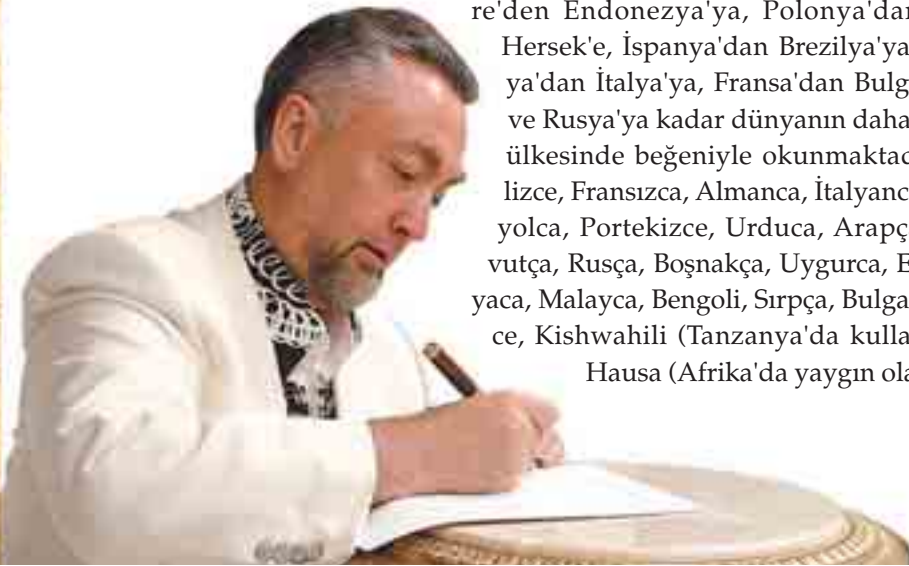 re'den Endonezya'ya, Polonya'dan
Hersek'e, İspanya'dan Brezilya'ya
ya'dan İtalya'ya, Fransa'dan Bulg
ve Rusya'ya kadar dünyanın daha
ülkesinde beğeniyle okunmaktad
lizce, Fransızca, Almanca, İtalyanc
yolca, Portekizce, Urduca, Arapç
vutça, Rusça, Boşnakça, Uygurca, E
yaca, Malayca, Bengoli, Sırpça, Bulga
ce, Kishwahili (Tanzanya'da kulla
Hausa (Afrika'da yaygın ola